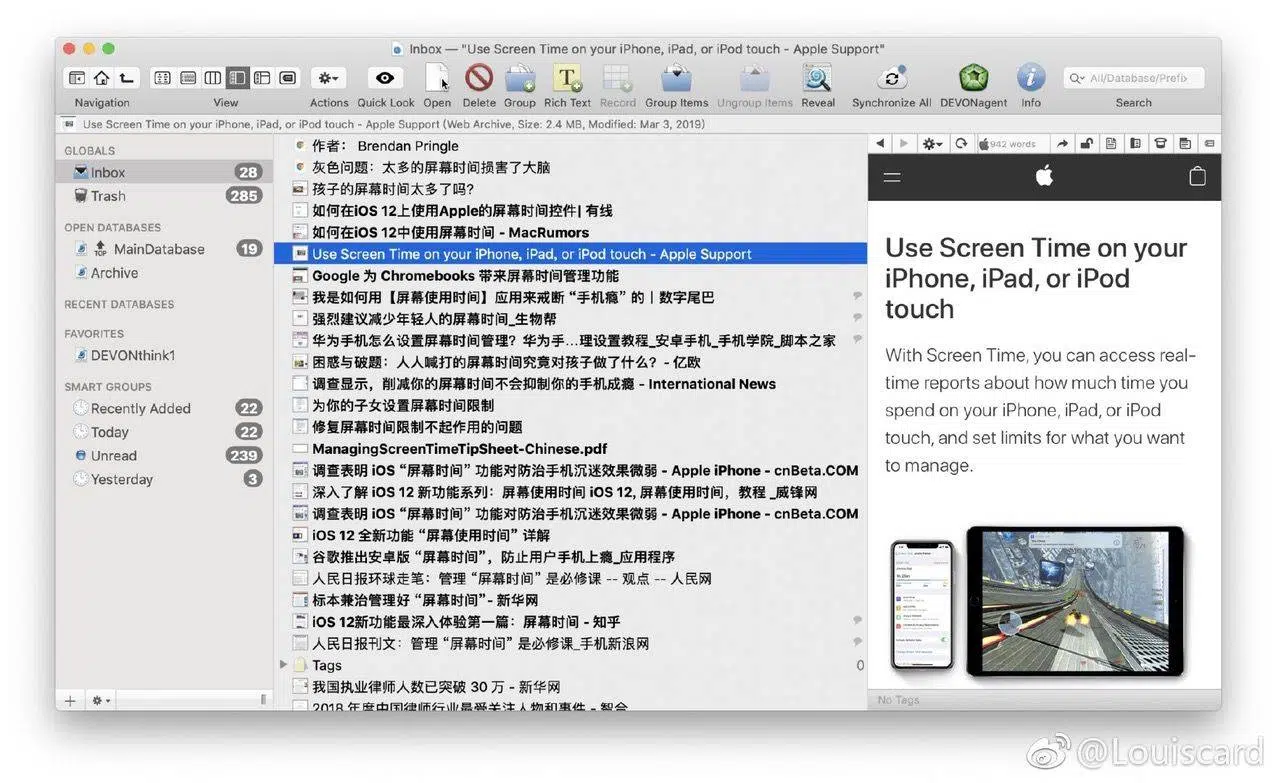 Inbox — "Use Screen Time on your iPhone, iPad, or iPod touch - Apple Support"
All/Database/Prefix
Navigation View Actions Quick Look Open Delete Group Rich Text Record Group Items Ungroup Items Reveal Synchronize All DEVONagent Info Search
Use Screen Time on your iPhone, iPad, or iPod touch - Apple Support (Web Archive, Size: 2.4 MB, Modified: Mar 3, 2019)
GLOBALS
Inbox 28
Trash 285
OPEN DATABASES
MainDatabase 19
Archive
RECENT DATABASES
FAVORITES
DEVONthink1
SMART GROUPS
Recently Added 22
Today 22
Unread 239
Yesterday 3
作者： Brendan Pringle
灰色问题：太多的屏幕时间损害了大脑
孩子的屏幕时间太多了吗？
如何在iOS 12上使用Apple的屏幕时间控件| 有线
如何在iOS 12中使用屏幕时间 - MacRumors
Use Screen Time on your iPhone, iPad, or iPod touch - Apple Support
Google 为 Chromebooks 带来屏幕时间管理功能
我是如何用【屏幕使用时间】应用来戒断“手机瘾” 的丨数字尾巴
强烈建议减少年轻人的屏幕时间_生物帮
华为手机怎么设置屏幕时间管理？华为手…理设置教程_安卓手机_手机学院_脚本之家
困惑与破题：人人喊打的屏幕时间究竟对孩子做了什么？- 亿欧
调查显示，削减你的屏幕时间不会抑制你的手机成瘾 - International News
为你的子女设置屏幕时间限制
修复屏幕时间限制不起作用的问题
ManagingScreenTimeTipSheet-Chinese.pdf
调查表明 iOS “屏幕时间” 功能对防治手机沉迷效果微弱 - Apple iPhone - cnBeta.COM
深入了解 iOS 12 新功能系列：屏幕使用时间 iOS 12, 屏幕使用时间，教程 _威锋网
调查表明 iOS “屏幕时间” 功能对防治手机沉迷效果微弱 - Apple iPhone - cnBeta.COM
iOS 12 全新功能 “屏幕使用时间” 详解
谷歌推出安卓版 “屏幕时间”，防止用户手机上瘾_应用程序
人民日报环球走笔：管理 “屏幕时间” 是必修课 -- 观点 -- 人民网
标本兼治管理好 “屏幕时间”- 新华网
iOS 12新功能最深入体验第一篇：屏幕时间 - 知乎
人民日报刊文：管理 “屏幕时间” 是必修课_手机新浪网
Tags 0
我国执业律师人数已突破 30 万 - 新华网
2018 年度中国律师行业最受关注人物和事件 - 智合
942 words
Use Screen Time on your
iPhone, iPad, or iPod
touch
With Screen Time, you can access real-
time reports about how much time you
spend on your iPhone, iPad, or iPod
touch, and set limits for what you want
to manage.
No Tags
@Louiscard